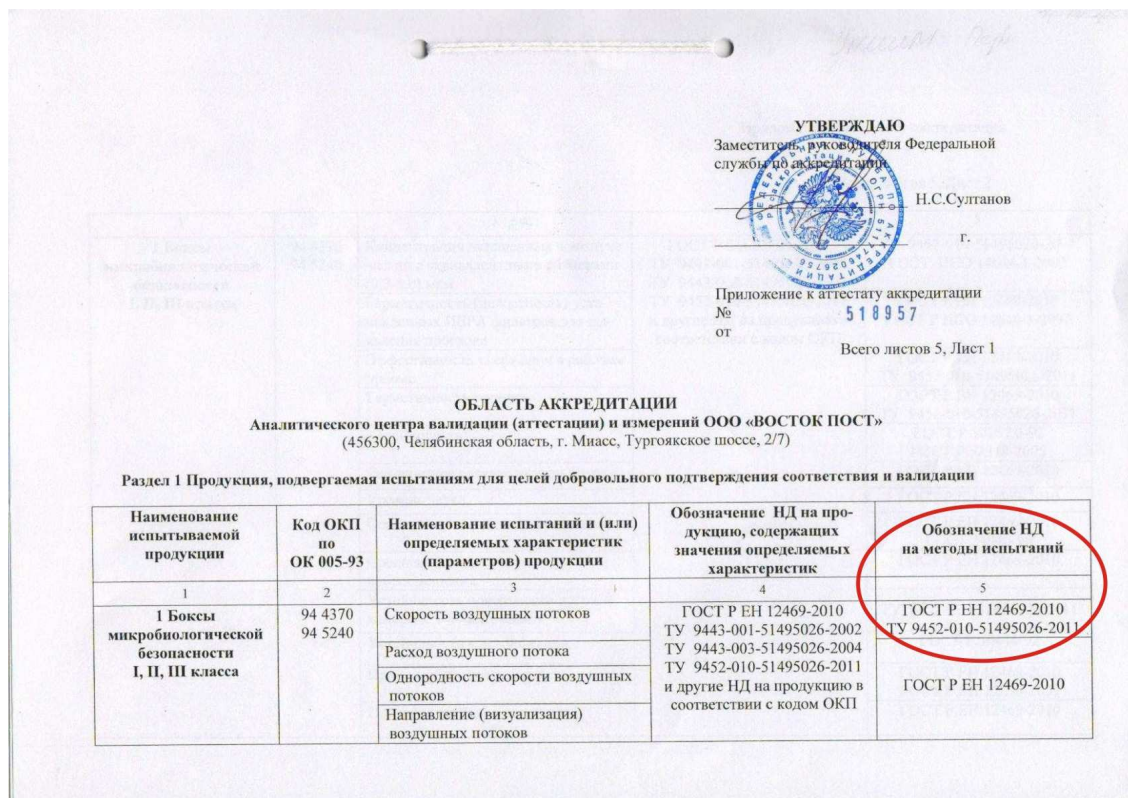 УТВЕРЖДАЮ
Заместитель руководителя Федеральной
службы по аккредитации
Н.С.Султанов
г.
Приложение к аттестату аккредитации
№ 518957
от
Всего листов 5, Лист 1
ОБЛАСТЬ АККРЕДИТАЦИИ
Аналитического центра валидации (аттестации) и измерений ООО «ВОСТОК ПОСТ»
(456300, Челябинская область, г. Миасс, Тургоякское шоссе, 2/7)
Раздел 1 Продукция, подвергаемая испытаниям для целей добровольного подтверждения соответствия и валидации
Наименование
испытываемой
продукции
Код ОКП
по
ОК 005-93
Наименование испытаний и (или)
определяемых характеристик
(параметров) продукции
Обозначение НД на про-
дукцию, содержащих
значения определяемых
характеристик
Обозначение НД
на методы испытаний
1 2 3 4 5
1 Боксы
микробиологической
безопасности
I, II, III класса
94 4370
94 5240
Скорость воздушных потоков
Расход воздушного потока
Однородность скорости воздушных
потоков
Направление (визуализация)
воздушных потоков
ГОСТ Р ЕН 12469-2010
ТУ 9443-001-51495026-2002
ТУ 9443-003-51495026-2004
ТУ 9452-010-51495026-2011
и другие НД на продукцию в
соответствии с кодом ОКП
ГОСТ Р ЕН 12469-2010
ТУ 9452-010-51495026-2011
ГОСТ Р ЕН 12469-2010